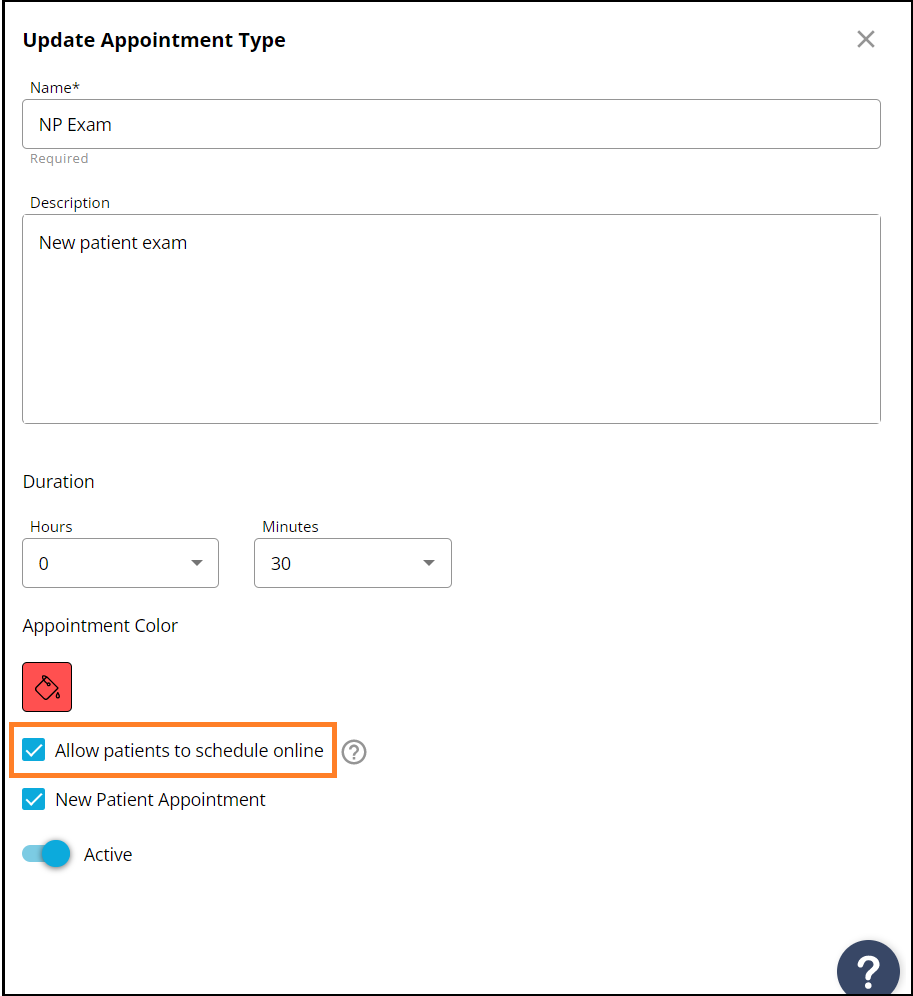 Update Appointment Type
Name*
NP Exam
Required
Description
New patient exam
Duration
Hours
Minutes
0
30
Appointment Color
Allow patients to schedule online
?
New Patient Appointment
Active
?